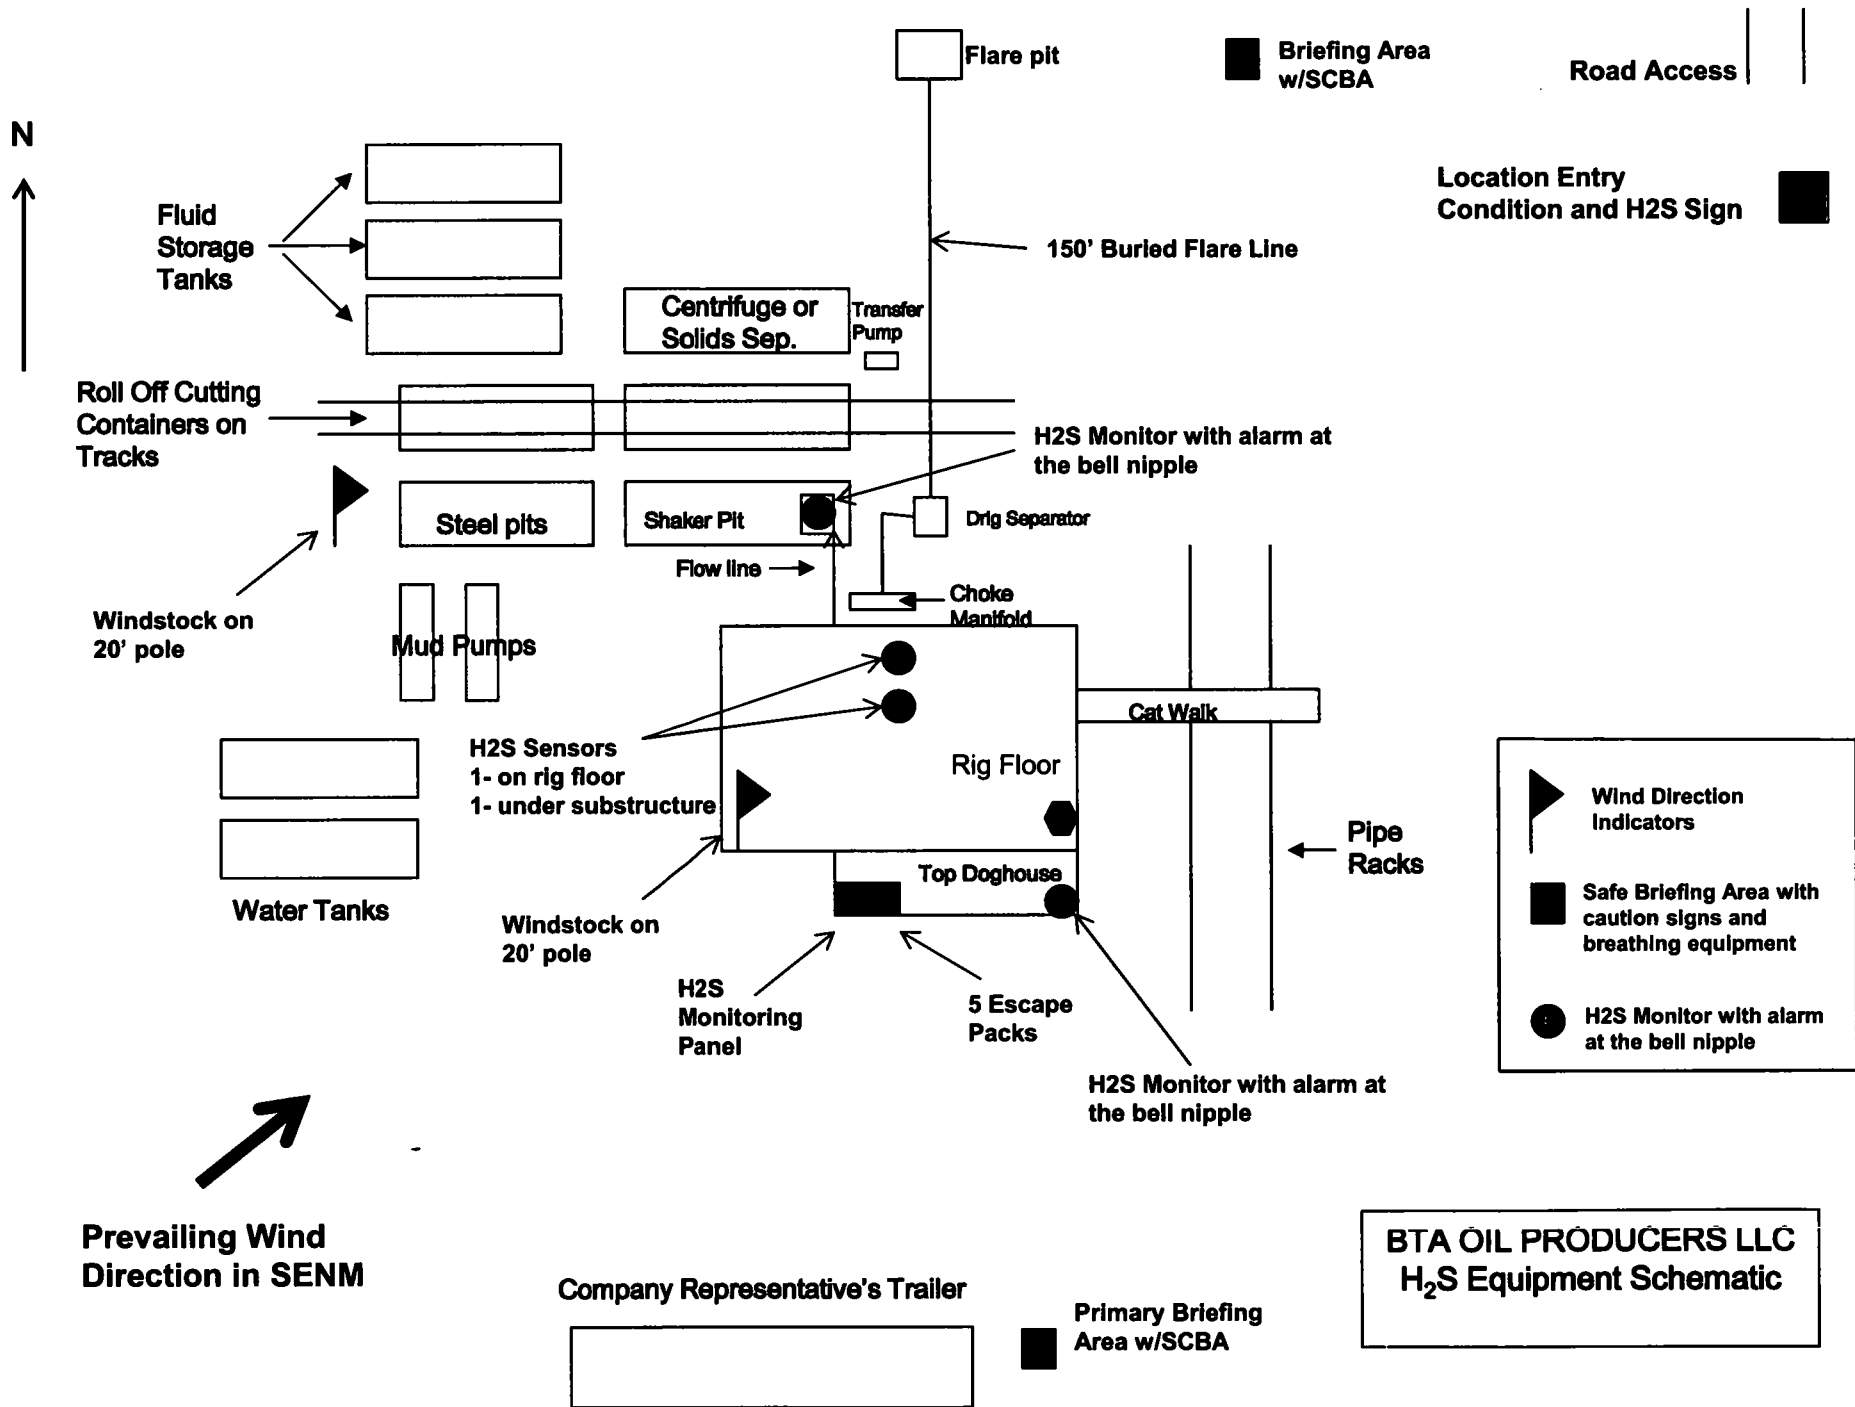 Flare pit
Briefing Area
w/SCBA
Road Access
N
Location Entry
Condition and H2S Sign
Fluid
Storage
Tanks
150' Buried Flare Line
Centrifuge or
Solids Sep.
Transfer
Pump
Roll Off Cutting
Containers on
Tracks
H2S Monitor with alarm at
the bell nipple
Steel pits
Shaker Pit
Drlg Separator
Flow line
Choke
Manifold
Windstock on
20' pole
Mud Pumps
Cat Walk
H2S Sensors
1- on rig floor
1- under substructure
Rig Floor
Wind Direction
Indicators
Pipe
Racks
Top Doghouse
Safe Briefing Area with
caution signs and
breathing equipment
Water Tanks
Windstock on
20' pole
H2S
Monitoring
Panel
5 Escape
Packs
H2S Monitor with alarm
at the bell nipple
H2S Monitor with alarm at
the bell nipple
Prevailing Wind
Direction in SENM
BTA OIL PRODUCERS LLC
H₂S Equipment Schematic
Company Representative's Trailer
Primary Briefing
Area w/SCBA